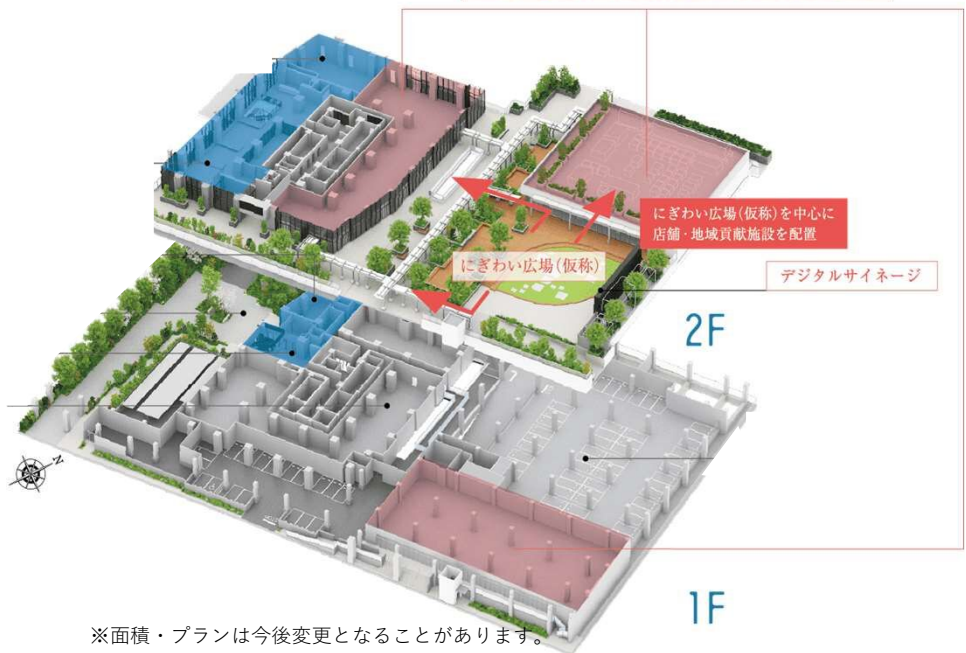 にぎわい広場(仮称)を中心に
店舗・地域貢献施設を配置
にぎわい広場(仮称)
デジタルサイネージ
2F
N
1F
※面積・プランは今後変更となることがあります。